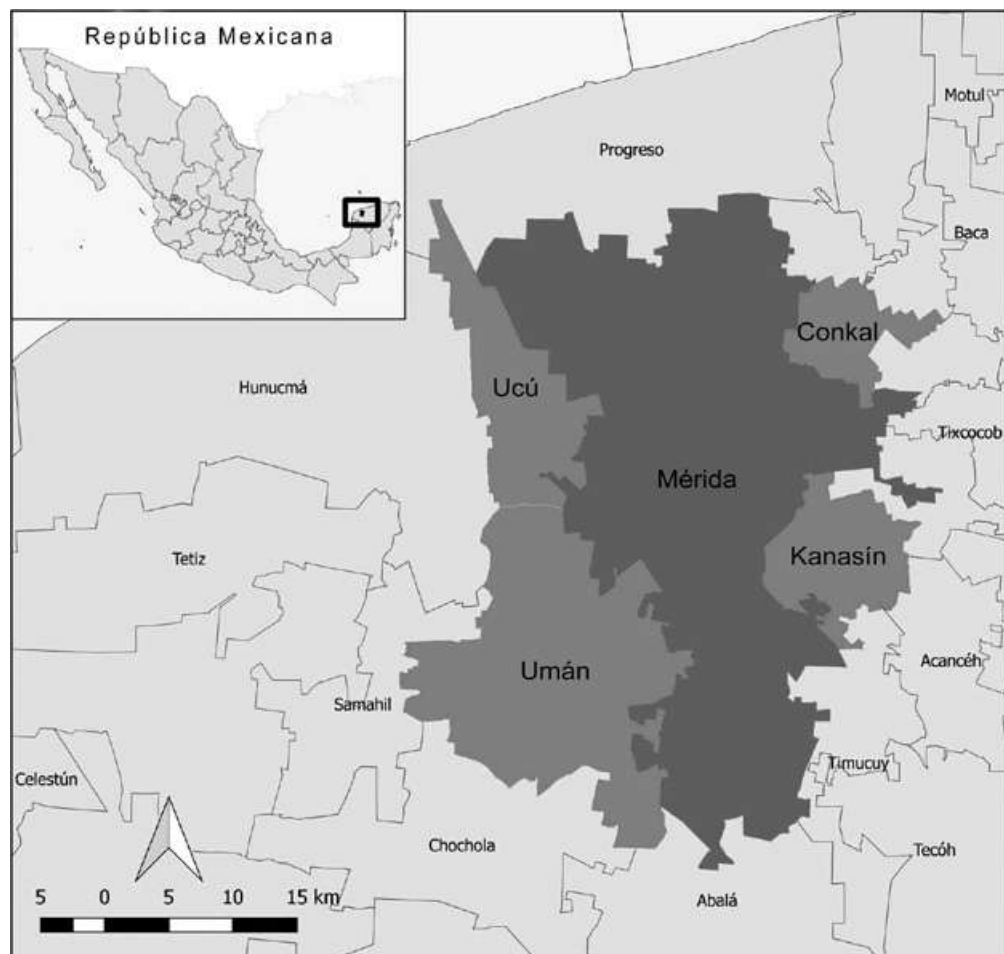 República Mexicana
Motul
Progreso
Baca
Conkal
Hunucmá
Ucú
Tixcocob
Mérida
Tetiz
Kanasín
Umán
Acancéh
Samahil
Celestún
Timucuy
Chochola
Tecóh
Abalá
5 0 5 10 15 km